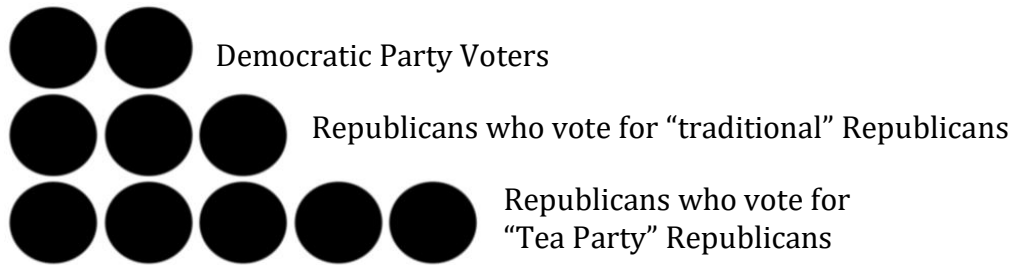 Democratic Party Voters
Republicans who vote for “traditional” Republicans
Republicans who vote for
“Tea Party” Republicans